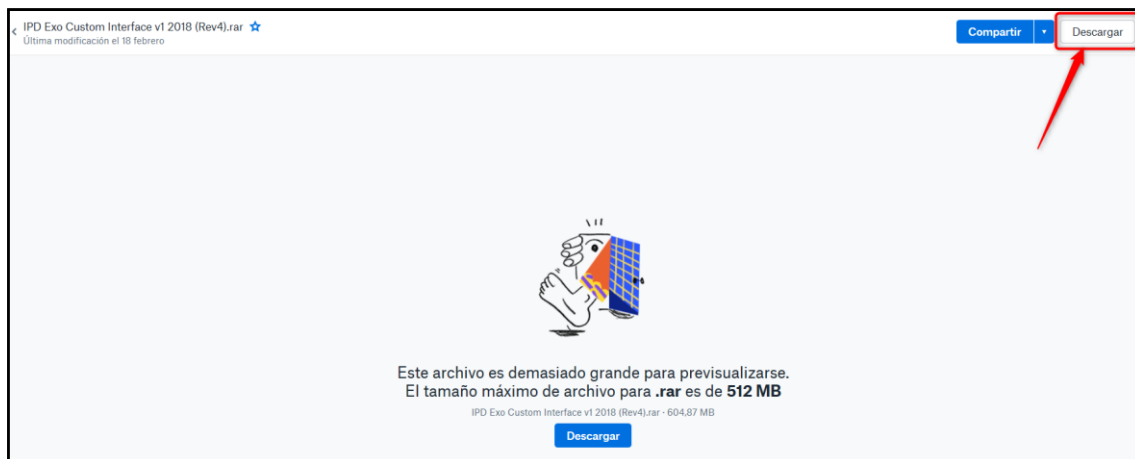 IPD Exo Custom Interface v1 2018 (Rev4).rar
Última modificación el 18 febrero
Compartir
Descargar
Este archivo es demasiado grande para previsualizarse.
El tamaño máximo de archivo para .rar es de 512 MB
IPD Exo Custom Interface v1 2018 (Rev4).rar - 604,87 MB
Descargar